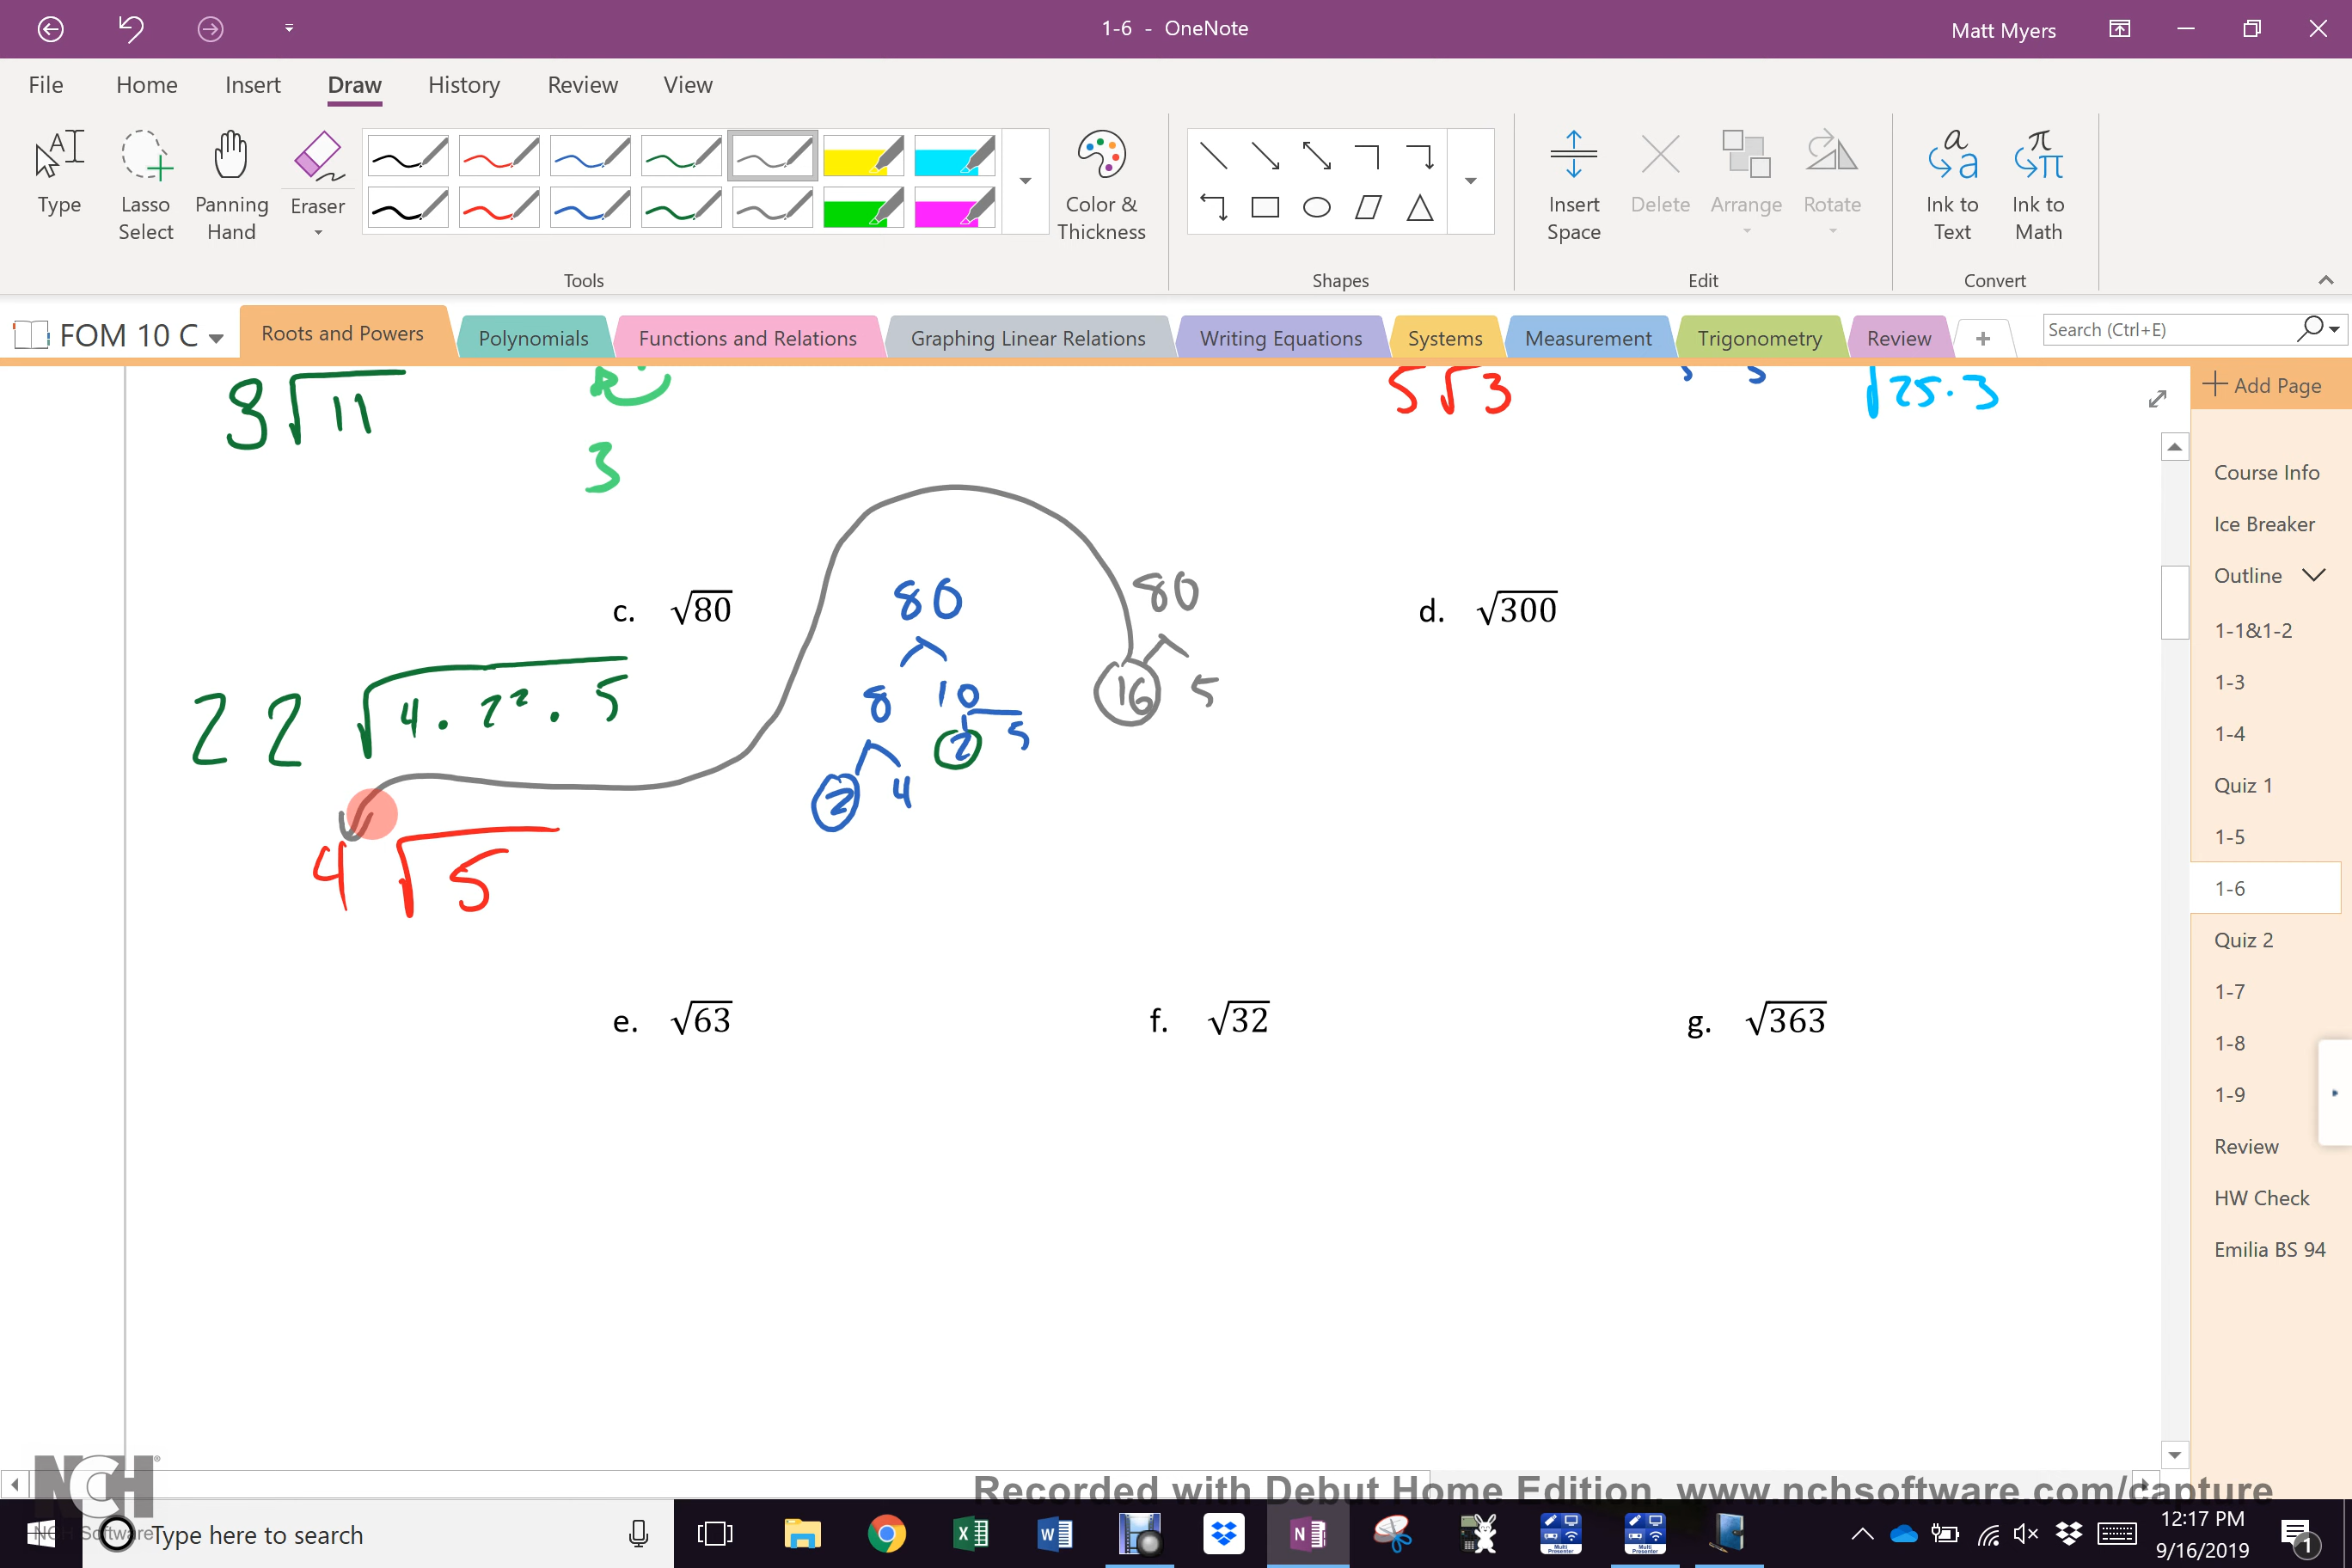 1-6 - OneNote
Matt Myers
File Home Insert Draw History Review View
Type
Lasso Select
Panning Hand
Eraser
Color & Thickness
Insert Space
Delete
Arrange
Rotate
Ink to Text
Ink to Math
Tools
Shapes
Edit
Convert
FOM 10 C
Roots and Powers
Polynomials
Functions and Relations
Graphing Linear Relations
Writing Equations
Systems
Measurement
Trigonometry
Review
Search (Ctrl+E)
Add Page
Course Info
Ice Breaker
Outline
1-1&1-2
1-3
1-4
Quiz 1
1-5
1-6
Quiz 2
1-7
1-8
1-9
Review
HW Check
Emilia BS 94
√11
3
5√3
√25·3
c. √80
80
8 10
2 5
2 4
80
16 5
d. √300
2 2 √4·2²·5
4√5
e. √63
f. √32
g. √363
NCH
NCH Software
Recorded with Debut Home Edition. www.nchsoftware.com/capture
Type here to search
12:17 PM
9/16/2019
1